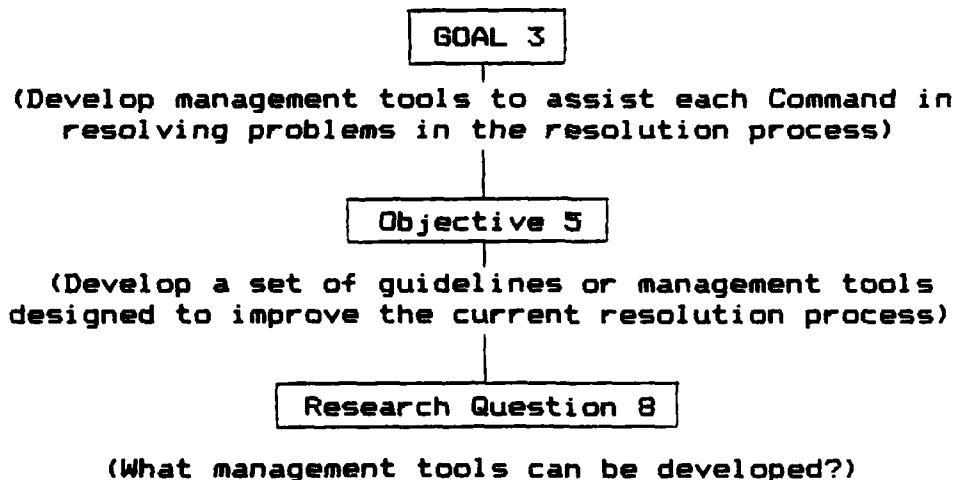 GOAL 3
(Develop management tools to assist each Command in
resolving problems in the resolution process)
Objective 5
(Develop a set of guidelines or management tools
designed to improve the current resolution process)
Research Question 8
(What management tools can be developed?)